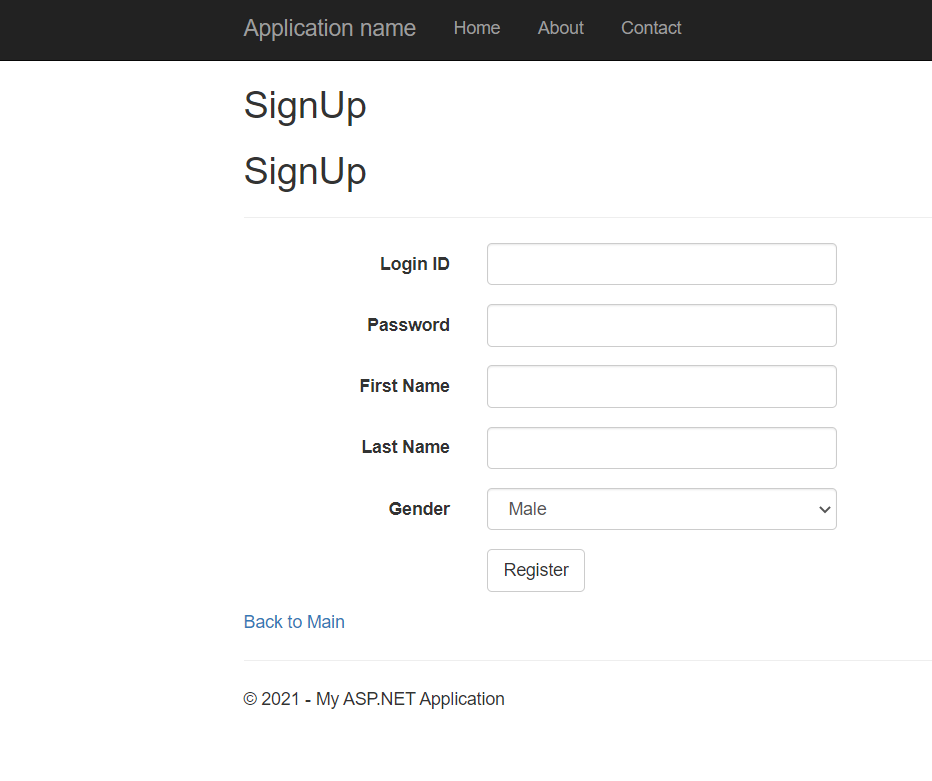 Application name Home About Contact
SignUp
SignUp
Login ID
Password
First Name
Last Name
Gender Male
Register
Back to Main
© 2021 - My ASP.NET Application